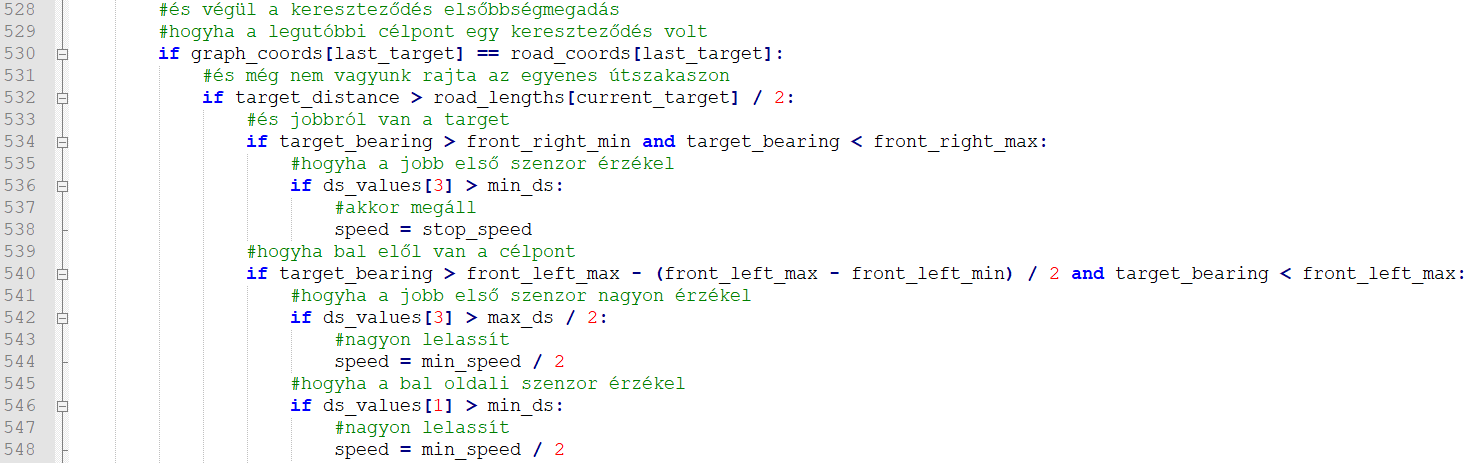 528 #és végül a kereszteződés elsőbbségmegadás
529 #hogyha a legutóbbi célpont egy kereszteződés volt
530 if graph_coords[last_target] == road_coords[last_target]:
531 #és még nem vagyunk rajta az egyenes útszakaszon
532 if target_distance > road_lengths[current_target] / 2:
533 #és jobbról van a target
534 if target_bearing > front_right_min and target_bearing < front_right_max:
535 #hogyha a jobb első szenzor érzékel
536 if ds_values[3] > min_ds:
537 #akkor megáll
538 speed = stop_speed
539 #hogyha bal elől van a célpont
540 if target_bearing > front_left_max - (front_left_max - front_left_min) / 2 and target_bearing < front_left_max:
541 #hogyha a jobb első szenzor nagyon érzékel
542 if ds_values[3] > max_ds / 2:
543 #nagyon lelassít
544 speed = min_speed / 2
545 #hogyha a bal oldali szenzor érzékel
546 if ds_values[1] > min_ds:
547 #nagyon lelassít
548 speed = min_speed / 2